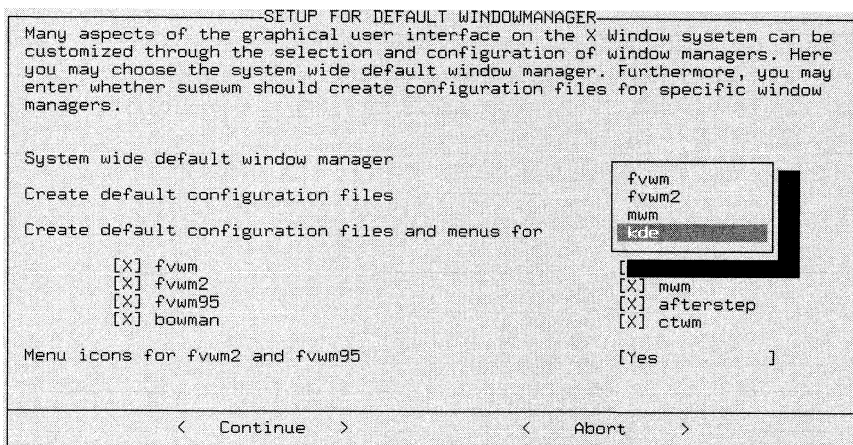 SETUP FOR DEFAULT WINDOWMANAGER
Many aspects of the graphical user interface on the X Window sysetem can be
customized through the selection and configuration of window managers. Here
you may choose the system wide default window manager. Furthermore, you may
enter whether susewm should create configuration files for specific window
managers.
System wide default window manager
fvwm
fvwm2
mwm
kde
Create default configuration files
Create default configuration files and menus for
[X] fvwm [
[X] fvwm2 [X] mwm
[X] fvwm95 [X] afterstep
[X] bowman [X] ctwm
Menu icons for fvwm2 and fvwm95 [Yes ]
< Continue > < Abort >